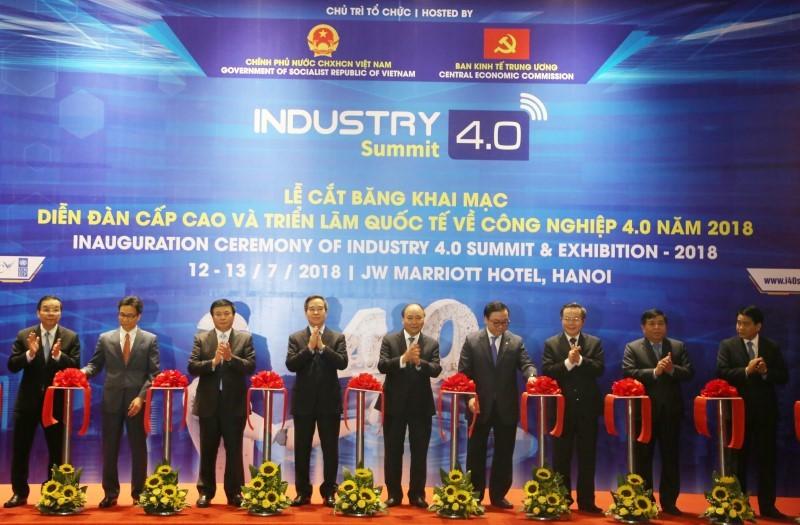 CHỦ TRÌ TỔ CHỨC | HOSTED BY
CHÍNH PHỦ NƯỚC CHXHCN VIỆT NAM
GOVERNMENT OF SOCIALIST REPUBLIC OF VIETNAM
BAN KINH TẾ TRUNG ƯƠNG
CENTRAL ECONOMIC COMMISSION
INDUSTRY 4.0
Summit
LỄ CẮT BĂNG KHAI MẠC
DIỄN ĐÀN CẤP CAO VÀ TRIỂN LÃM QUỐC TẾ VỀ CÔNG NGHIỆP 4.0 NĂM 2018
INAUGURATION CEREMONY OF INDUSTRY 4.0 SUMMIT & EXHIBITION - 2018
12 - 13 / 7 / 2018 | JW MARRIOTT HOTEL, HANOI
www.i40s
4.0